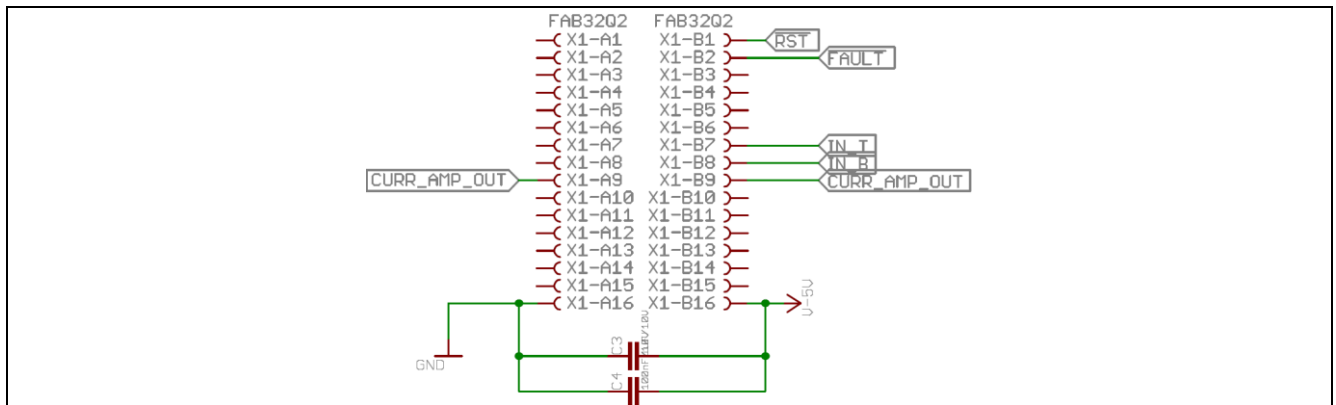 FAB32Q2 FAB32Q2
X1-A1 X1-B1 RST
X1-A2 X1-B2 FAULT
X1-A3 X1-B3
X1-A4 X1-B4
X1-A5 X1-B5
X1-A6 X1-B6
X1-A7 X1-B7 IN_T
X1-A8 X1-B8 IN_B
CURR_AMP_OUT X1-A9 X1-B9 CURR_AMP_OUT
X1-A10 X1-B10
X1-A11 X1-B11
X1-A12 X1-B12
X1-A13 X1-B13
X1-A14 X1-B14
X1-A15 X1-B15
X1-A16 X1-B16 V-5V
C3
GND
C4